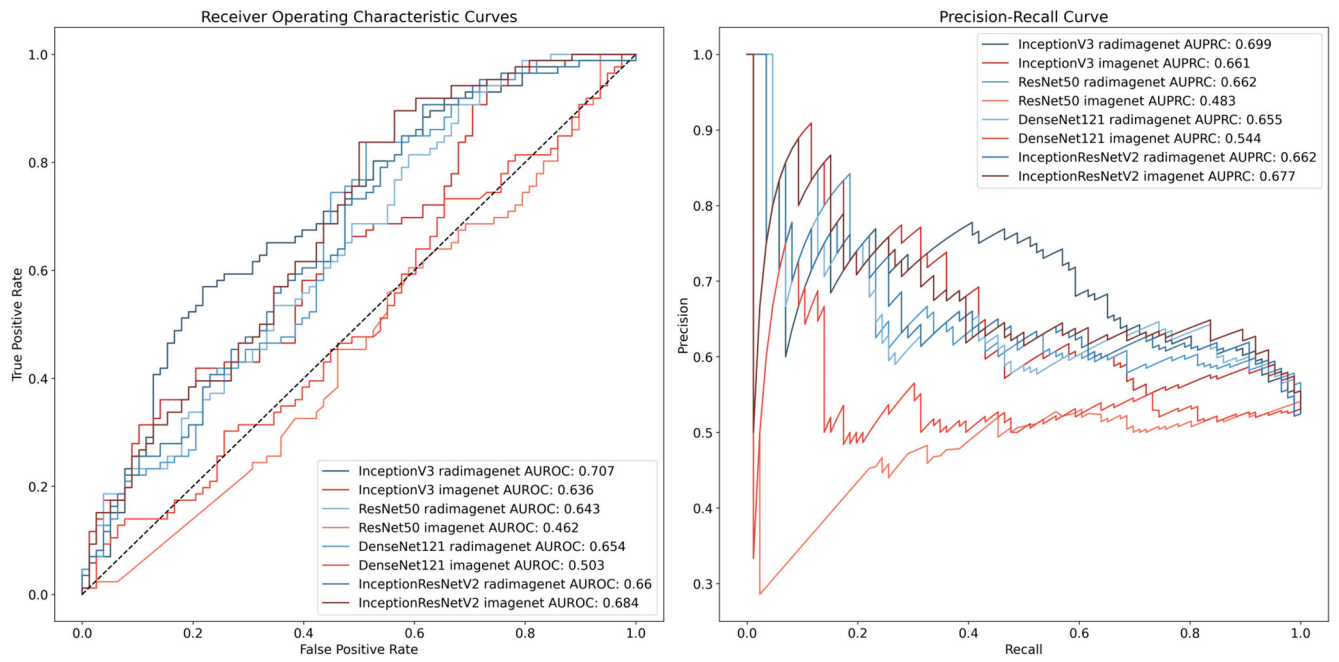 Receiver Operating Characteristic Curves
1.0
0.8
0.6
0.4
0.2
0.0
True Positive Rate
InceptionV3 radimagenet AUROC: 0.707
InceptionV3 imagenet AUROC: 0.636
ResNet50 radimagenet AUROC: 0.643
ResNet50 imagenet AUROC: 0.462
DenseNet121 radimagenet AUROC: 0.654
DenseNet121 imagenet AUROC: 0.503
InceptionResNetV2 radimagenet AUROC: 0.66
InceptionResNetV2 imagenet AUROC: 0.684
0.0 0.2 0.4 0.6 0.8 1.0
False Positive Rate
Precision-Recall Curve
InceptionV3 radimagenet AUPRC: 0.699
InceptionV3 imagenet AUPRC: 0.661
ResNet50 radimagenet AUPRC: 0.662
ResNet50 imagenet AUPRC: 0.483
DenseNet121 radimagenet AUPRC: 0.655
DenseNet121 imagenet AUPRC: 0.544
InceptionResNetV2 radimagenet AUPRC: 0.662
InceptionResNetV2 imagenet AUPRC: 0.677
1.0
0.9
0.8
0.7
0.6
0.5
0.4
0.3
Precision
0.0 0.2 0.4 0.6 0.8 1.0
Recall